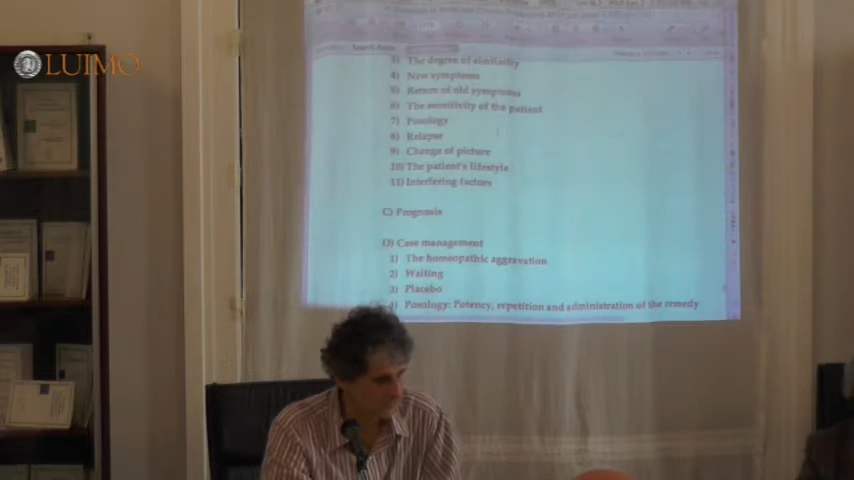 LUIMO
3) The degree of similarity
4) New symptoms
5) Return of old symptoms
6) The sensitivity of the patient
7) Posology
8) Relapse
9) Change of picture
10) The patient's lifestyle
11) Interfering factors
C) Prognosis
D) Case management
1) The homeopathic aggravation
2) Waiting
3) Placebo
4) Posology: Potency, repetition and administration of the remedy